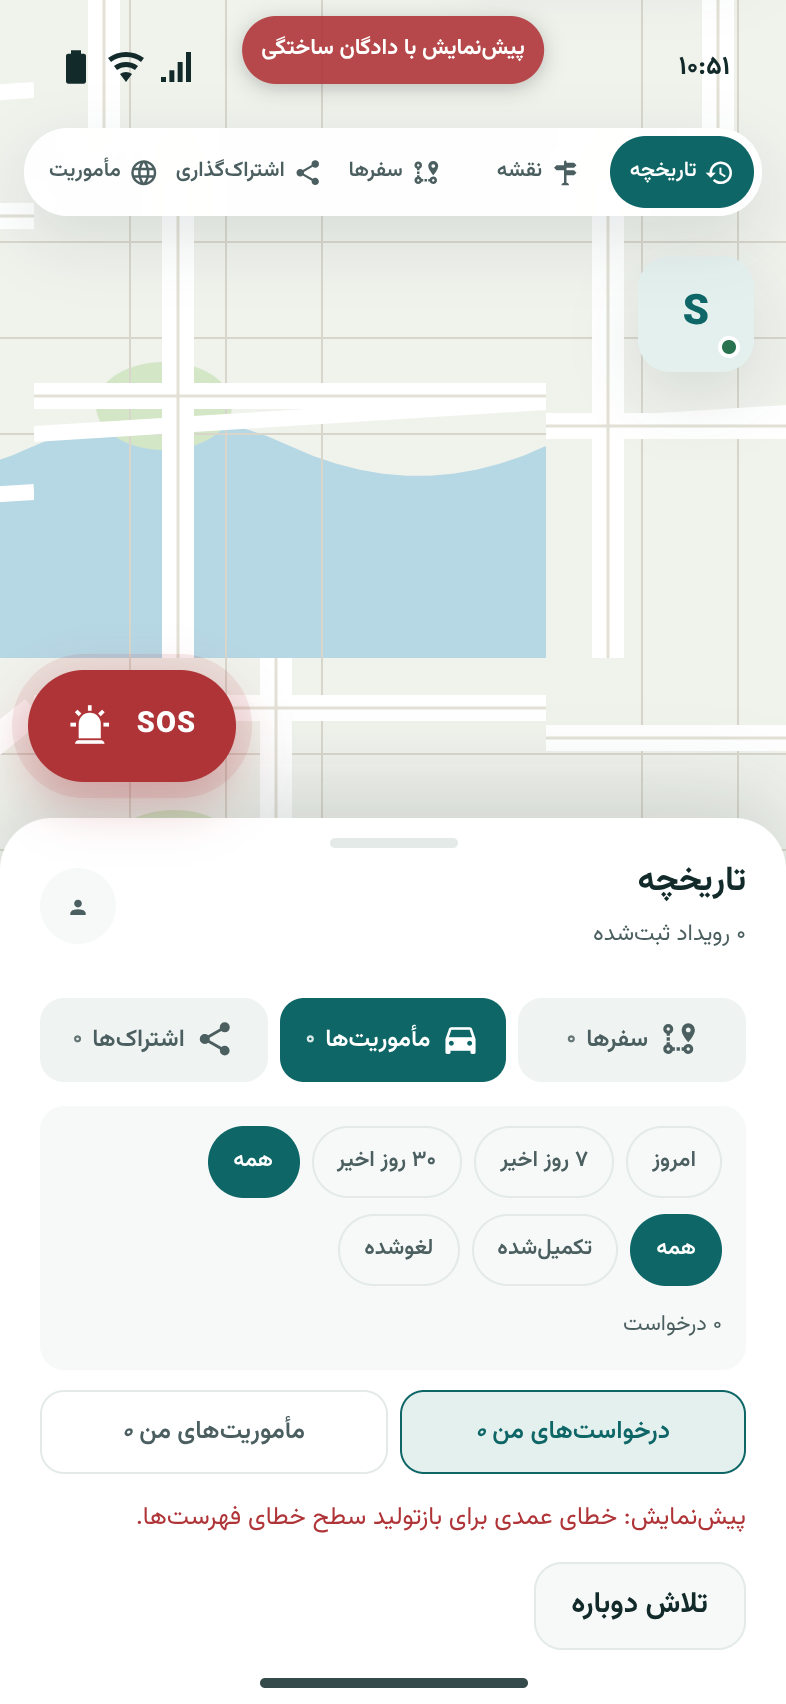 ۱۰:۵۱
پیش‌نمایش با دادگان ساختگی
تاریخچه نقشه سفرها اشتراک‌گذاری مأموریت
S
SOS
تاریخچه
۰ رویداد ثبت‌شده
سفرها ۰ مأموریت‌ها ۰ اشتراک‌ها ۰
امروز ۷ روز اخیر ۳۰ روز اخیر همه
همه تکمیل‌شده لغوشده
۰ درخواست
درخواست‌های من ۰ مأموریت‌های من ۰
پیش‌نمایش: خطای عمدی برای بازتولید سطح خطای فهرست‌ها.
تلاش دوباره